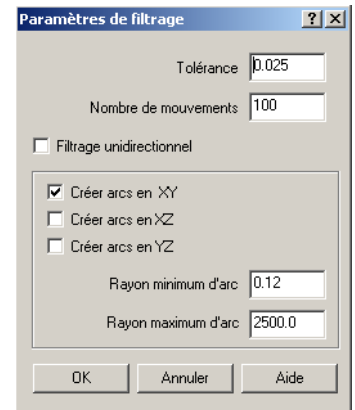 Paramètres de filtrage
Tolérance 0.025
Nombre de mouvements 100
Filtrage unidirectionnel
Créer arcs en XY
Créer arcs en XZ
Créer arcs en YZ
Rayon minimum d'arc 0.12
Rayon maximum d'arc 2500.0
OK Annuler Aide